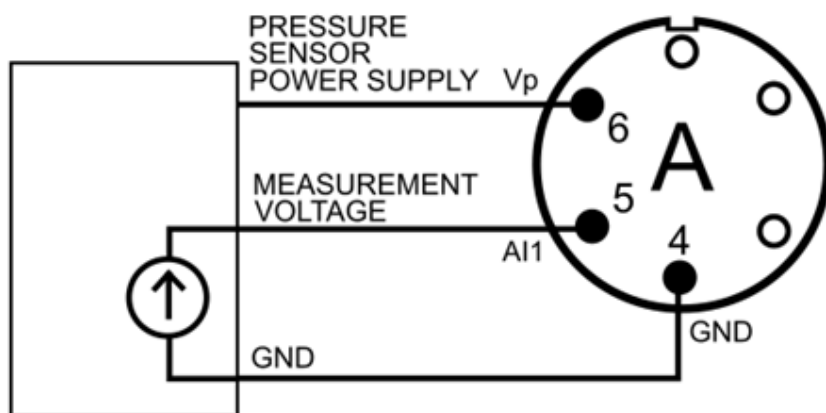 PRESSURE
SENSOR
POWER SUPPLY Vp
6
A
MEASUREMENT
VOLTAGE
5
AI1
4
GND
GND